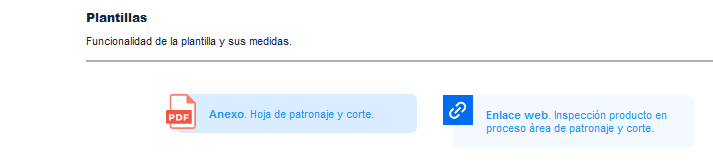 Plantillas
Funcionalidad de la plantilla y sus medidas.
PDF
Anexo. Hoja de patronaje y corte.
Enlace web. Inspección producto en
proceso área de patronaje y corte.